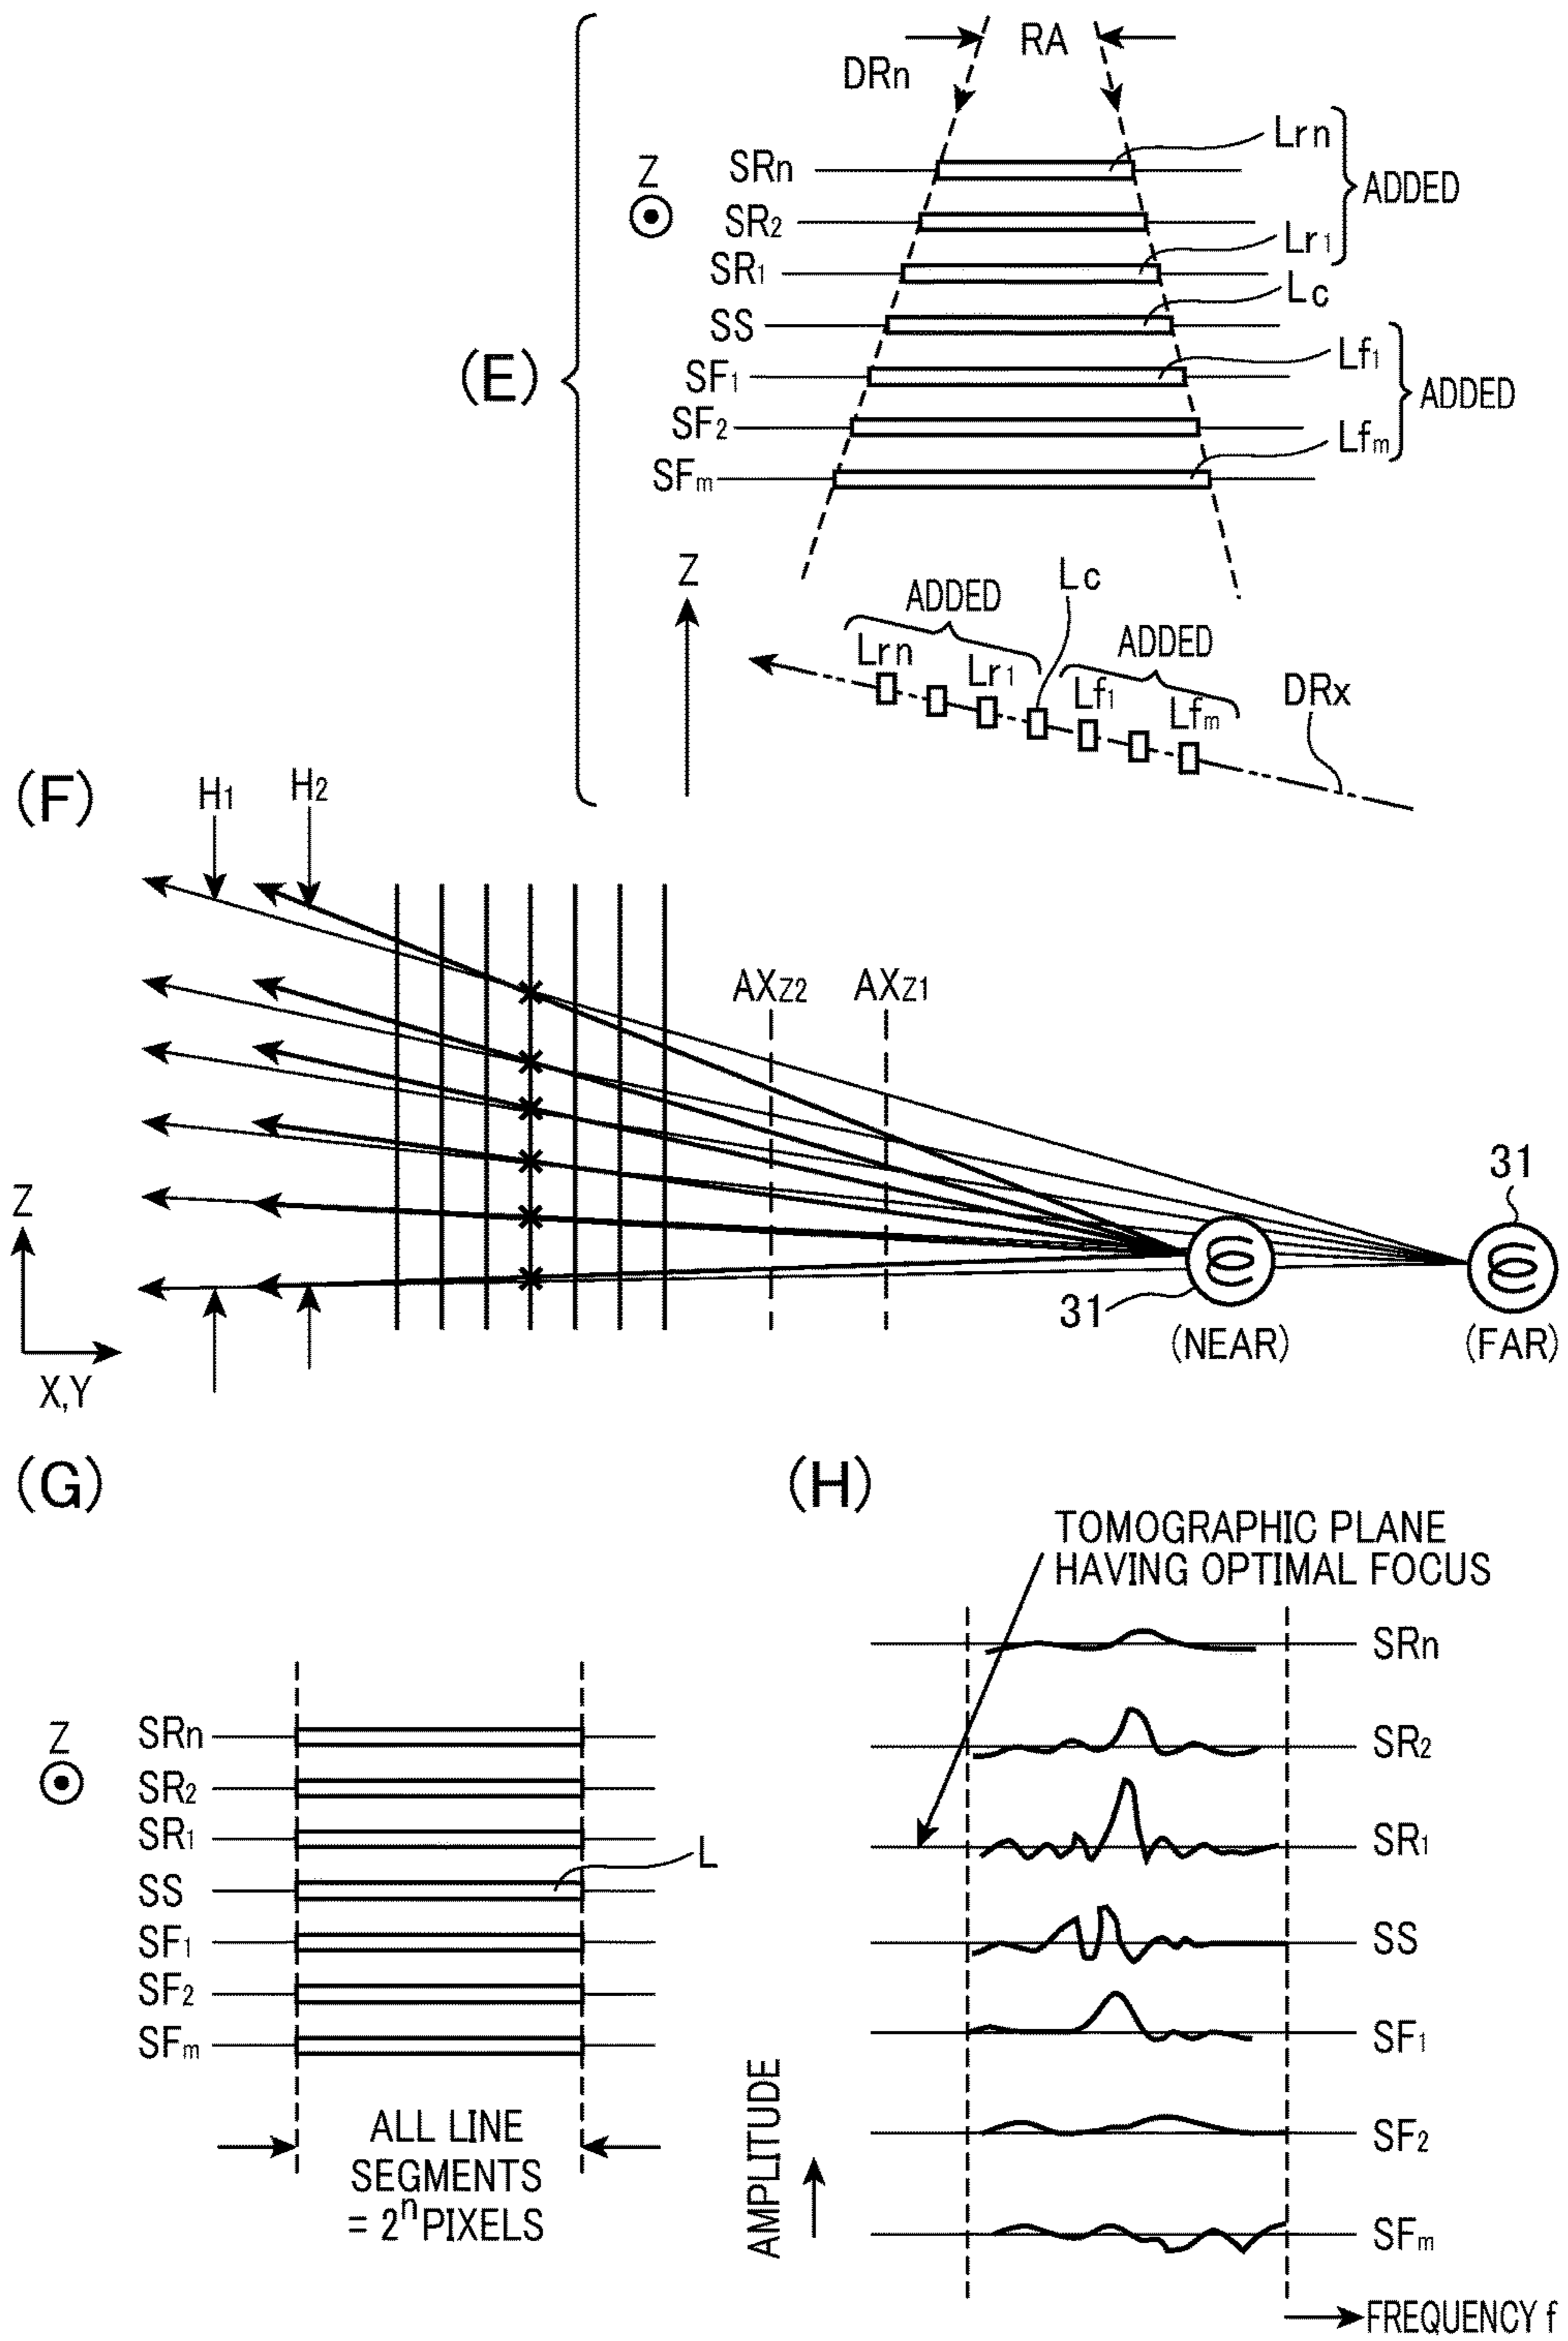 (E)
RA
DRn
Z
SRn
Lrn
ADDED
SR2
Lr1
SR1
Lc
SS
SF1
Lf1
ADDED
SF2
Lfm
SFm
Z
ADDED
Lc
Lrn
Lr1
ADDED
Lf1
Lfm
DRx
(F)
H1
H2
AXZ2
AXZ1
31
31
(NEAR)
(FAR)
Z
X,Y
(G)
Z
SRn
SR2
SR1
SS
L
SF1
SF2
SFm
ALL LINE
SEGMENTS
= 2n PIXELS
(H)
TOMOGRAPHIC PLANE
HAVING OPTIMAL FOCUS
SRn
SR2
SR1
SS
SF1
SF2
SFm
AMPLITUDE
FREQUENCY f